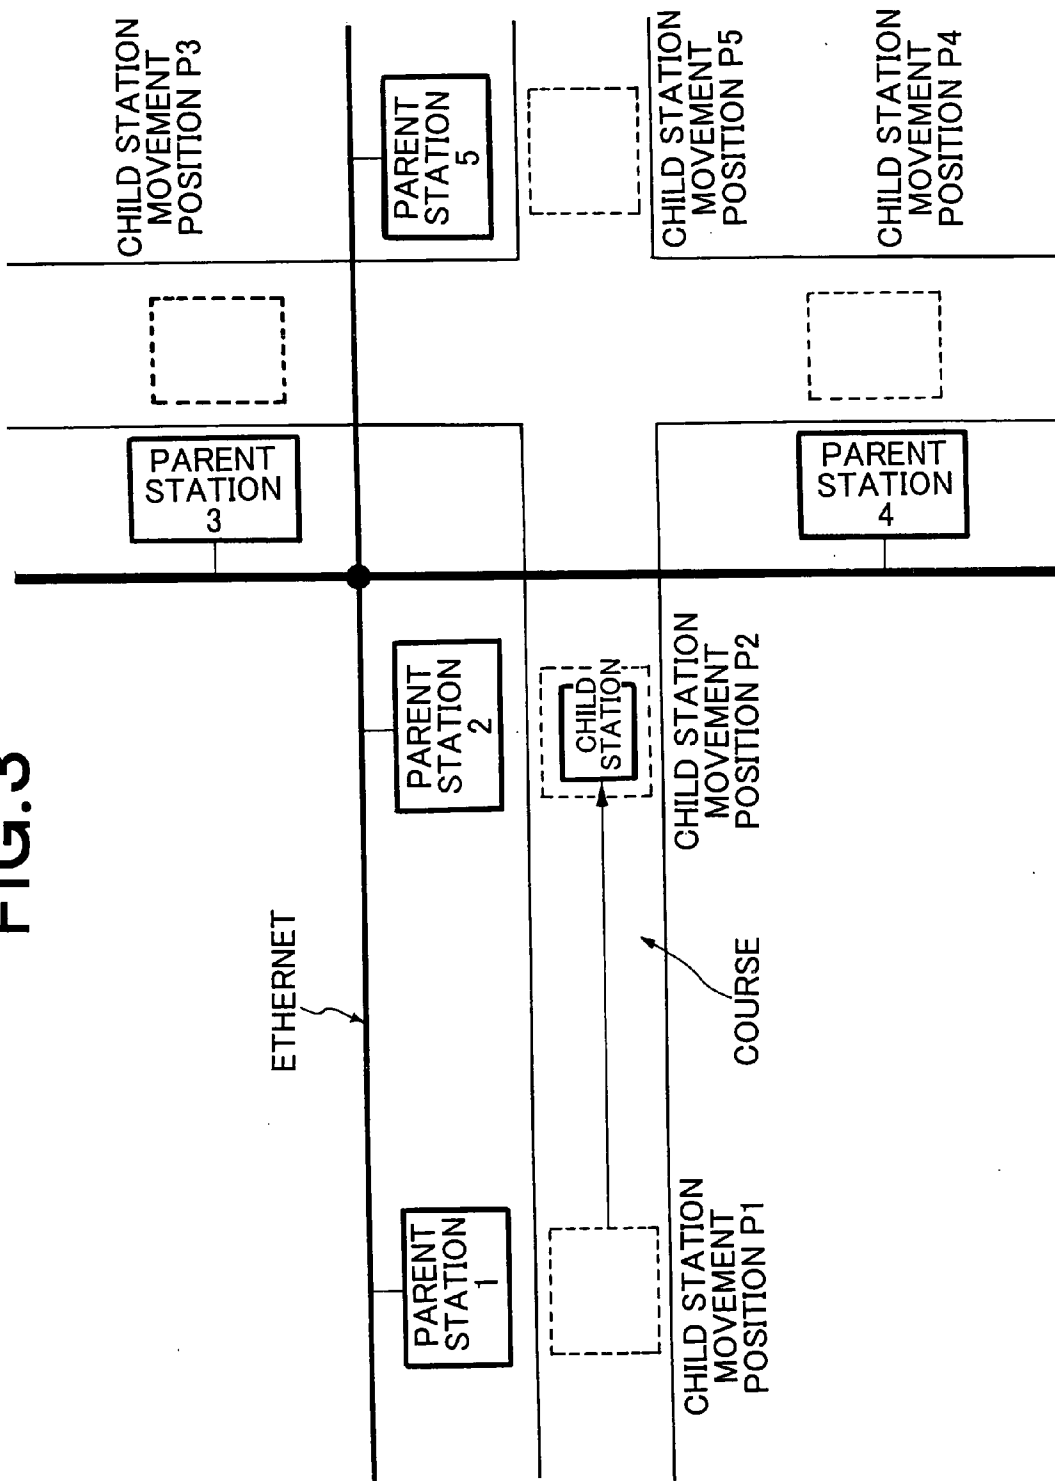 FIG.3
CHILD STATION
MOVEMENT
POSITION P3
PARENT
STATION
3
ETHERNET
PARENT
STATION
1
PARENT
STATION
2
PARENT
STATION
5
CHILD
STATION
CHILD STATION
MOVEMENT
POSITION P1
COURSE
CHILD STATION
MOVEMENT
POSITION P2
CHILD STATION
MOVEMENT
POSITION P5
PARENT
STATION
4
CHILD STATION
MOVEMENT
POSITION P4